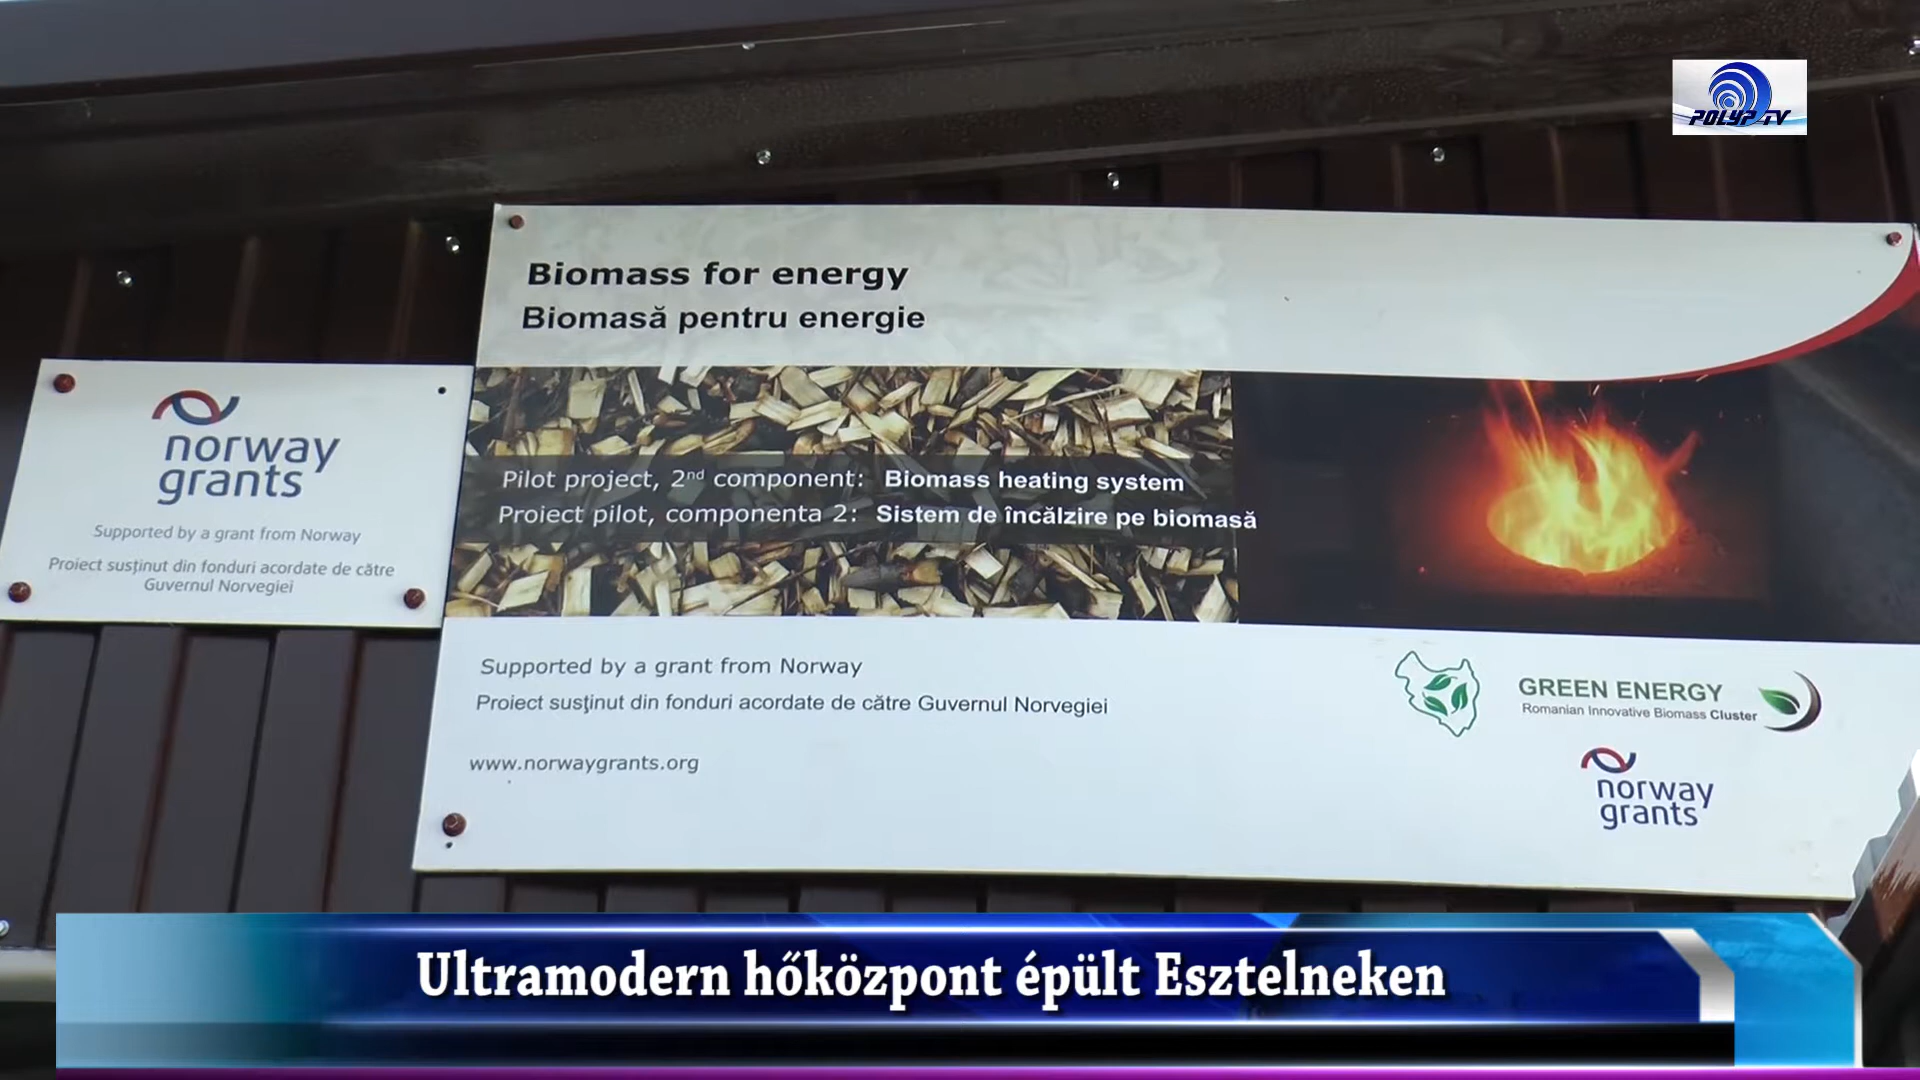 POLYP TV
Biomass for energy
Biomasă pentru energie
norway
grants
Supported by a grant from Norway
Proiect susținut din fonduri acordate de către
Guvernul Norvegiei
Pilot project, 2nd component: Biomass heating system
Proiect pilot, componenta 2: Sistem de încălzire pe biomasă
Supported by a grant from Norway
Proiect susţinut din fonduri acordate de către Guvernul Norvegiei
www.norwaygrants.org
GREEN ENERGY
Romanian Innovative Biomass Cluster
norway
grants
Ultramodern hőközpont épült Esztelneken